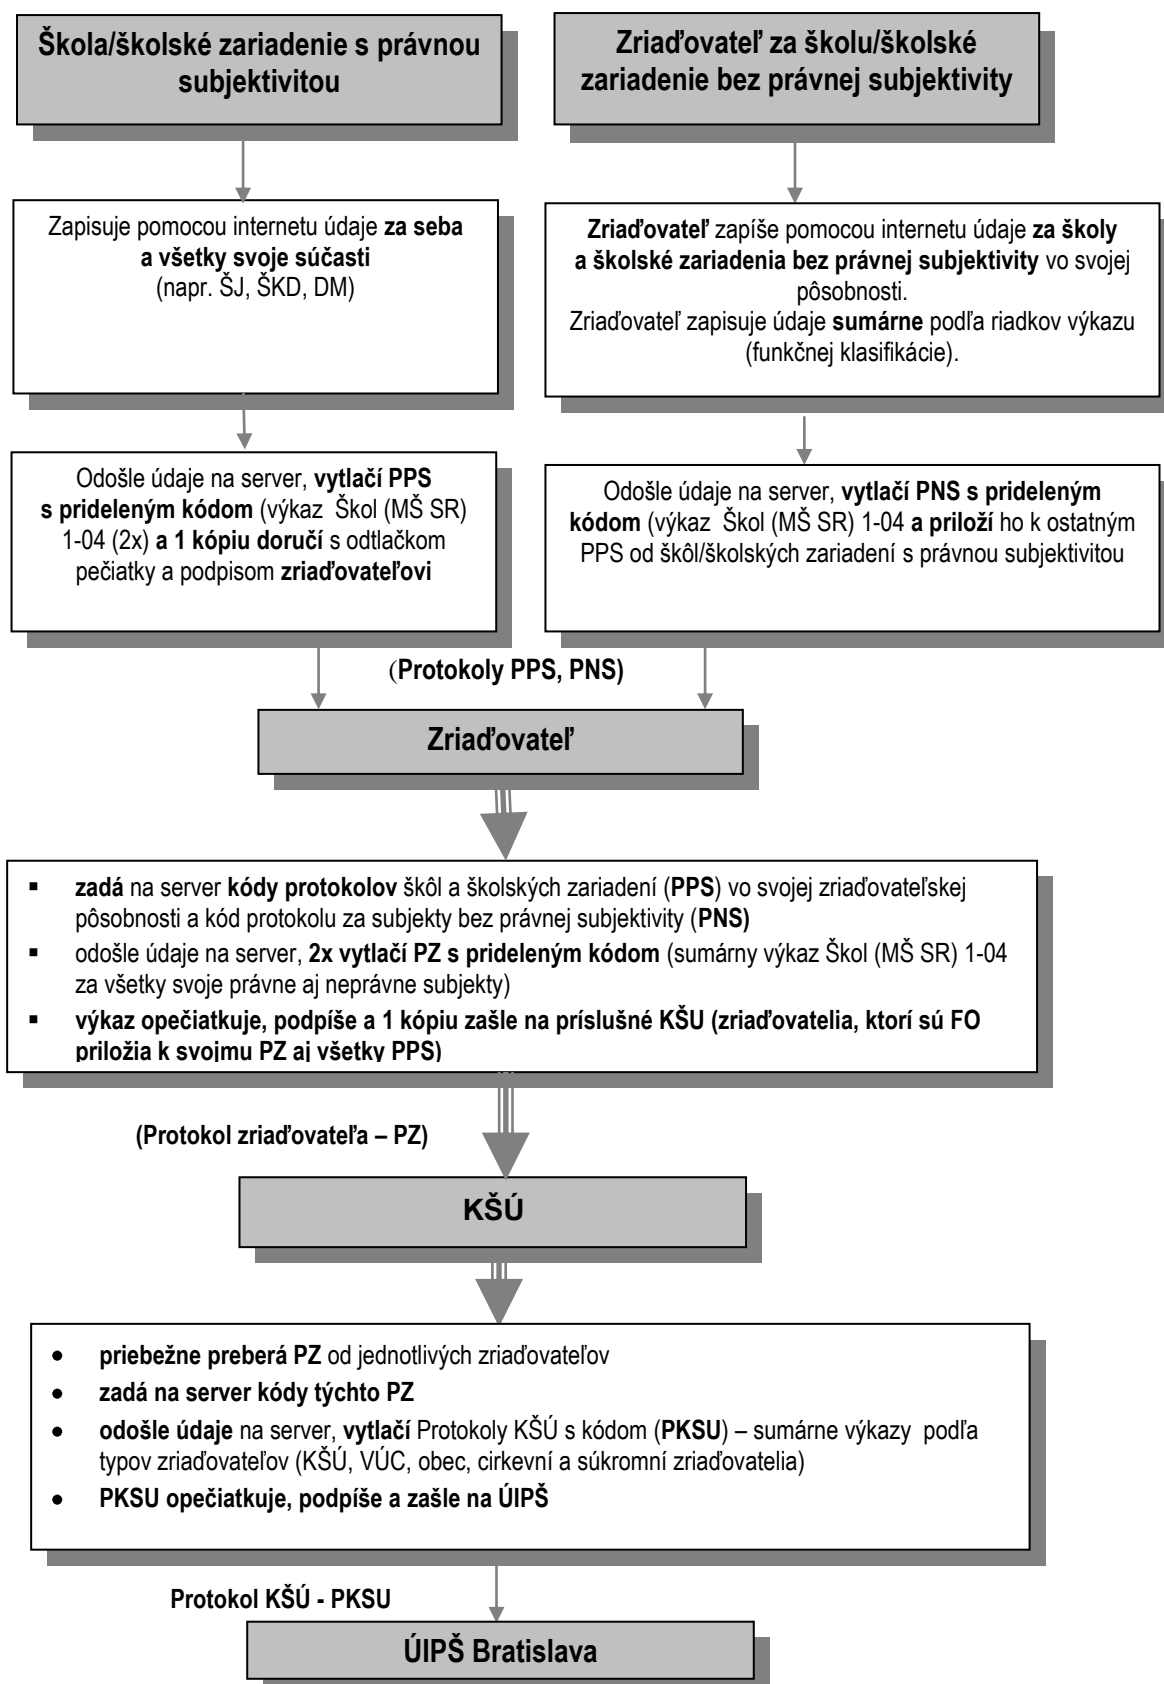 Škola/školské zariadenie s právnou
subjektivitou
Zriaďovateľ za školu/školské
zariadenie bez právnej subjektivity
Zapisuje pomocou internetu údaje za seba
a všetky svoje súčasti
(napr. ŠJ, ŠKD, DM)
Zriaďovateľ zapíše pomocou internetu údaje za školy
a školské zariadenia bez právnej subjektivity vo svojej
pôsobnosti.
Zriaďovateľ zapisuje údaje sumárne podľa riadkov výkazu
(funkčnej klasifikácie).
Odošle údaje na server, vytlačí PPS
s prideleným kódom (výkaz Škol (MŠ SR)
1-04 (2x) a 1 kópiu doručí s odtlačkom
pečiatky a podpisom zriaďovateľovi
Odošle údaje na server, vytlačí PNS s prideleným
kódom (výkaz Škol (MŠ SR) 1-04 a priloží ho k ostatným
PPS od škôl/školských zariadení s právnou subjektivitou
(Protokoly PPS, PNS)
Zriaďovateľ
▪ zadá na server kódy protokolov škôl a školských zariadení (PPS) vo svojej zriaďovateľskej
pôsobnosti a kód protokolu za subjekty bez právnej subjektivity (PNS)
▪ odošle údaje na server, 2x vytlačí PZ s prideleným kódom (sumárny výkaz Škol (MŠ SR) 1-04
za všetky svoje právne aj neprávne subjekty)
▪ výkaz opečiatkuje, podpíše a 1 kópiu zašle na príslušné KŠU (zriaďovatelia, ktorí sú FO
priložia k svojmu PZ aj všetky PPS)
(Protokol zriaďovateľa – PZ)
KŠÚ
● priebežne preberá PZ od jednotlivých zriaďovateľov
● zadá na server kódy týchto PZ
● odošle údaje na server, vytlačí Protokoly KŠÚ s kódom (PKSU) – sumárne výkazy podľa
typov zriaďovateľov (KŠÚ, VÚC, obec, cirkevní a súkromní zriaďovatelia)
● PKSU opečiatkuje, podpíše a zašle na ÚIPŠ
Protokol KŠÚ - PKSU
ÚIPŠ Bratislava